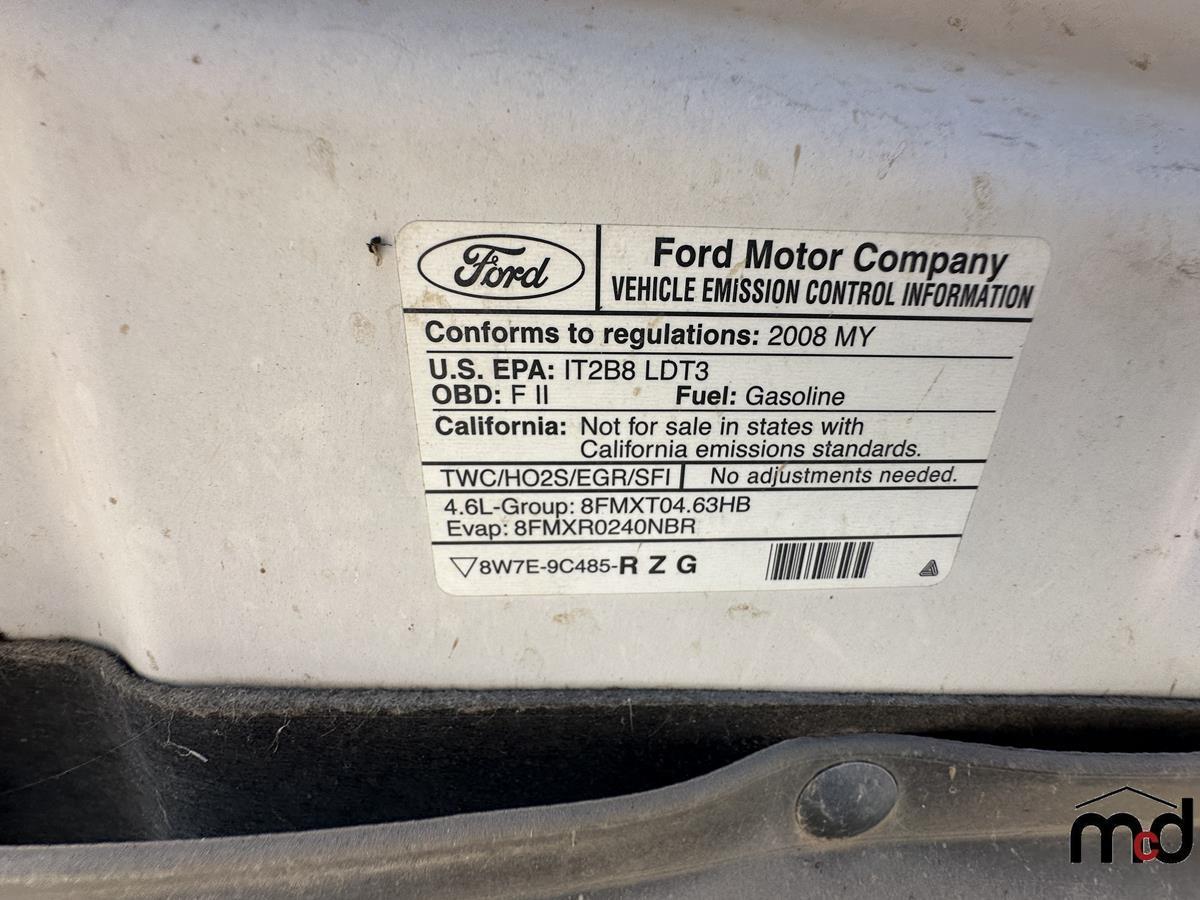 Ford
Ford Motor Company
VEHICLE EMISSION CONTROL INFORMATION
Conforms to regulations: 2008 MY
U.S. EPA: IT2B8 LDT3
OBD: F II Fuel: Gasoline
California: Not for sale in states with
California emissions standards.
TWC/HO2S/EGR/SFI No adjustments needed.
4.6L-Group: 8FMXT04.63HB
Evap: 8FMXR0240NBR
8W7E-9C485-R Z G
mcd